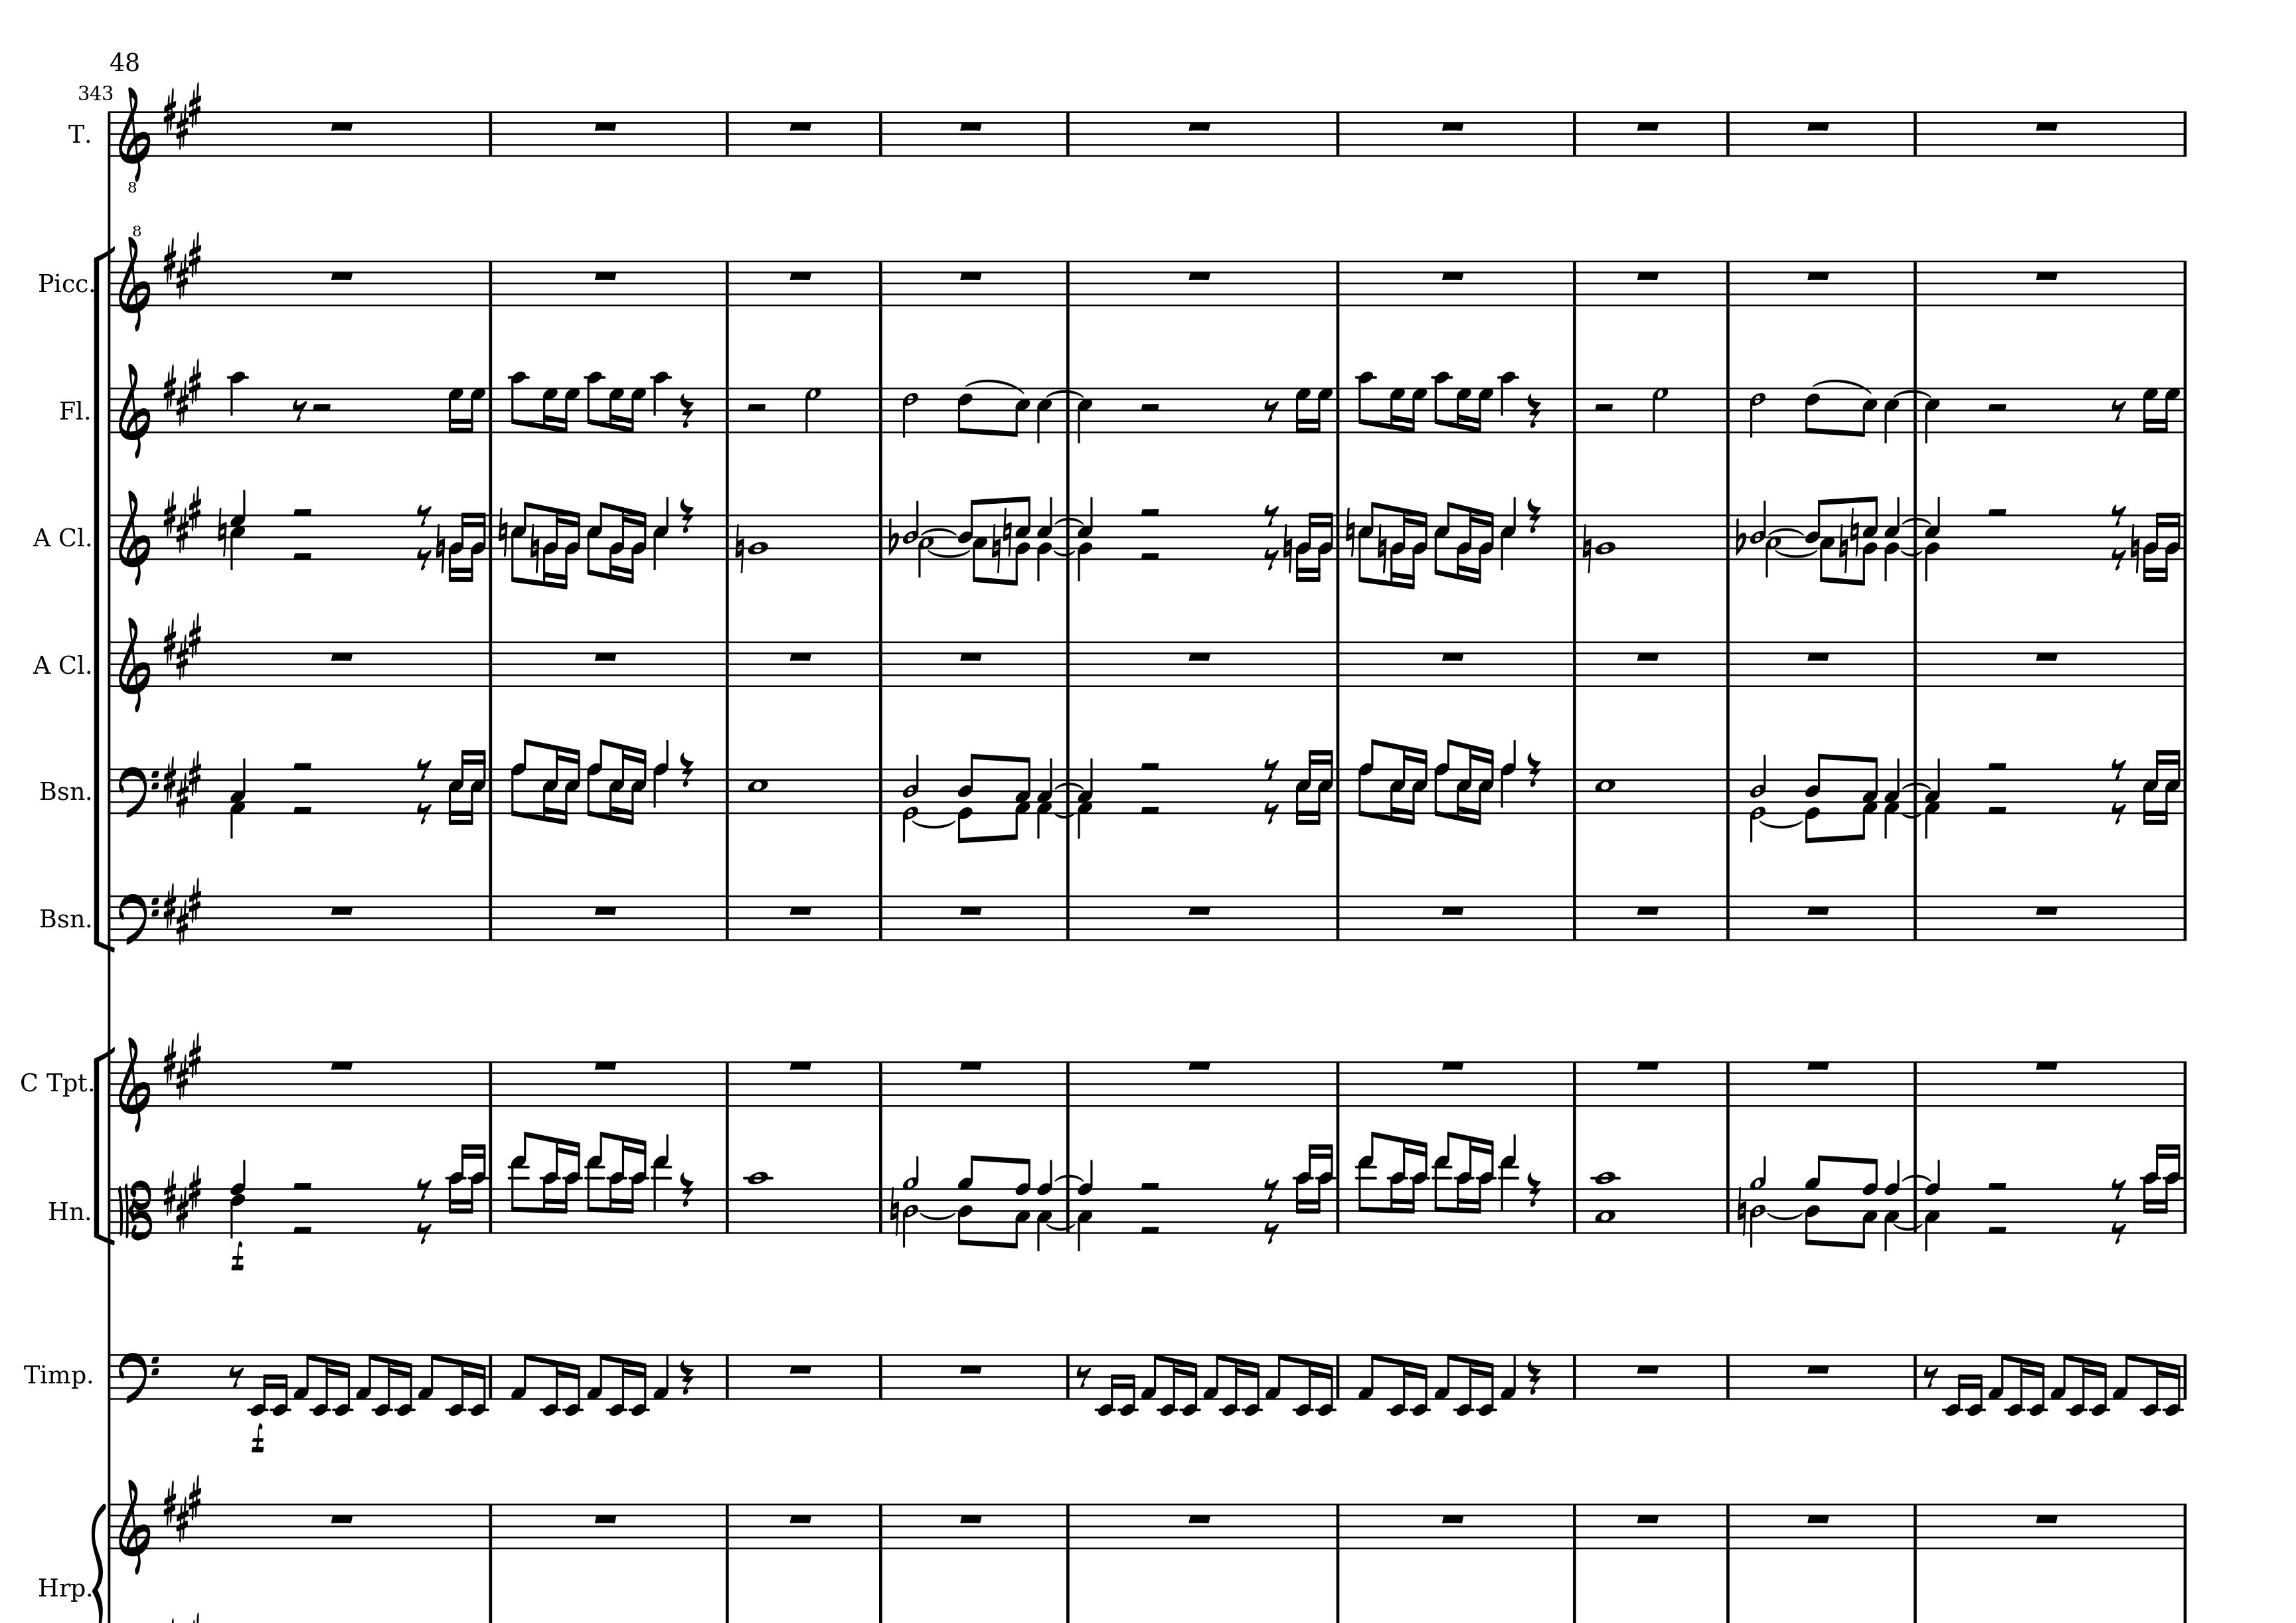 48
343
T.
8
8
Picc.
Fl.
A Cl.
A Cl.
Bsn.
Bsn.
C Tpt.
Hn.
f
Timp.
f
Hrp.